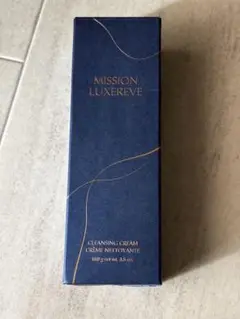 MISSION
LUXEREVE
CLEANSING CREAM
CRÈME NETTOYANTE